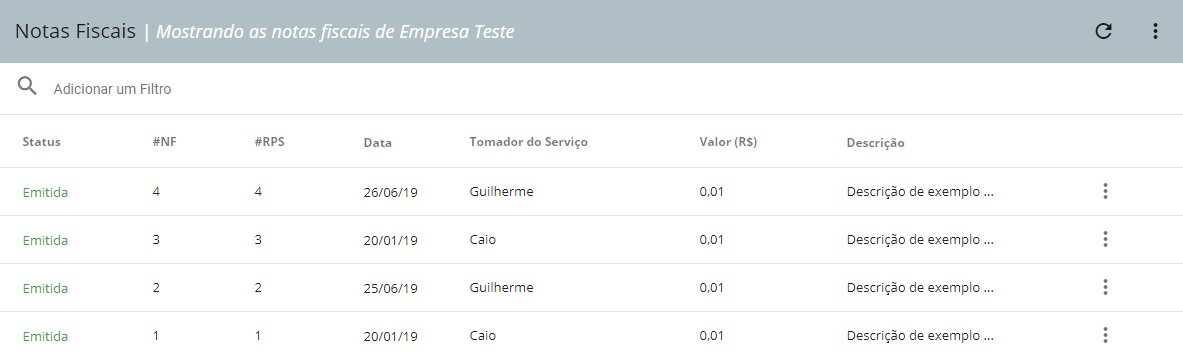 Notas Fiscais | Mostrando as notas fiscais de Empresa Teste
Adicionar um Filtro
Status #NF #RPS Data Tomador do Serviço Valor (R$) Descrição
Emitida 4 4 26/06/19 Guilherme 0,01 Descrição de exemplo ...
Emitida 3 3 20/01/19 Caio 0,01 Descrição de exemplo ...
Emitida 2 2 25/06/19 Guilherme 0,01 Descrição de exemplo ...
Emitida 1 1 20/01/19 Caio 0,01 Descrição de exemplo ...